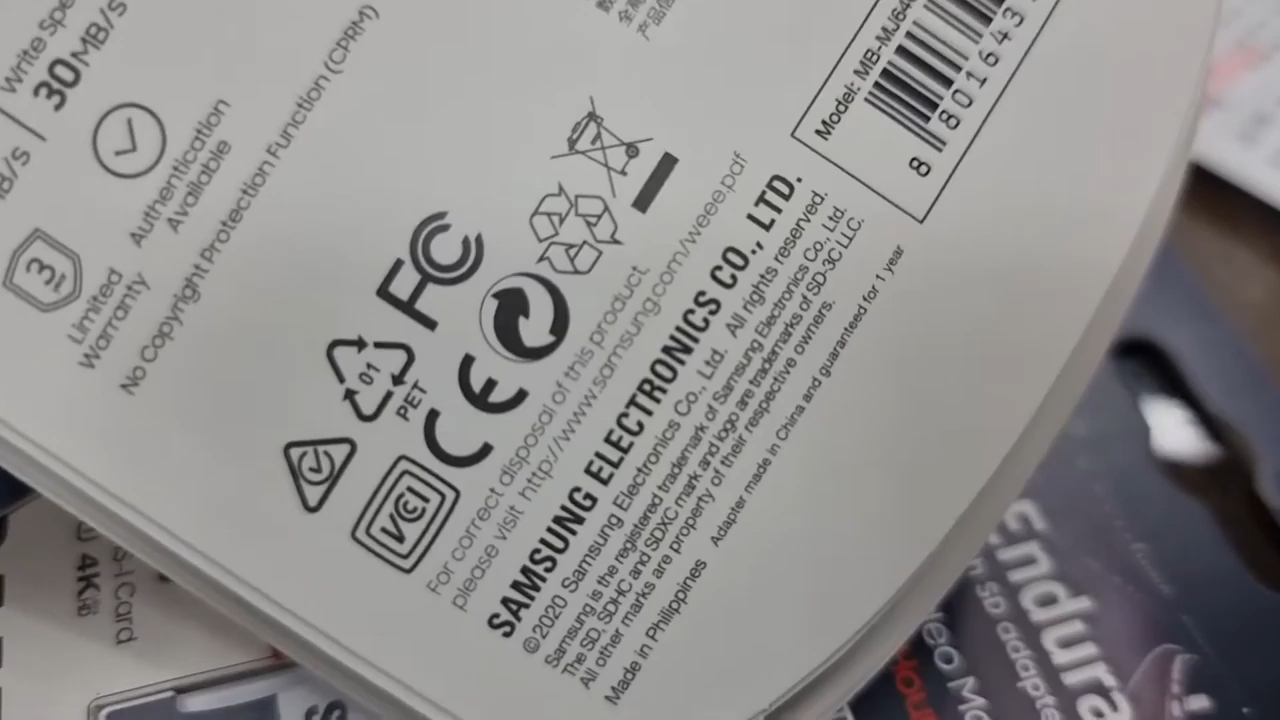 Write Spe
B/s
30MB/s
3
Limited
Warranty
Authentication
Available
No Copyright Protection Function (CPRM)
FC
01
PET
CE
VCCI
For correct disposal of this product,
please visit http://www.samsung.com/weee.pdf
SAMSUNG ELECTRONICS CO., LTD.
©2020 Samsung Electronics Co., Ltd. All rights reserved.
Samsung is the registered trademark of Samsung Electronics Co., Ltd.
The SD, SDHC and SDXC mark and logo are trademarks of SD-3C LLC.
All other marks are property of their respective owners.
Made in Philippines Adapter made in China and guaranteed for 1 year
Model: MB-MJ64
8 801643
4K
Card
Endura
SD adapte